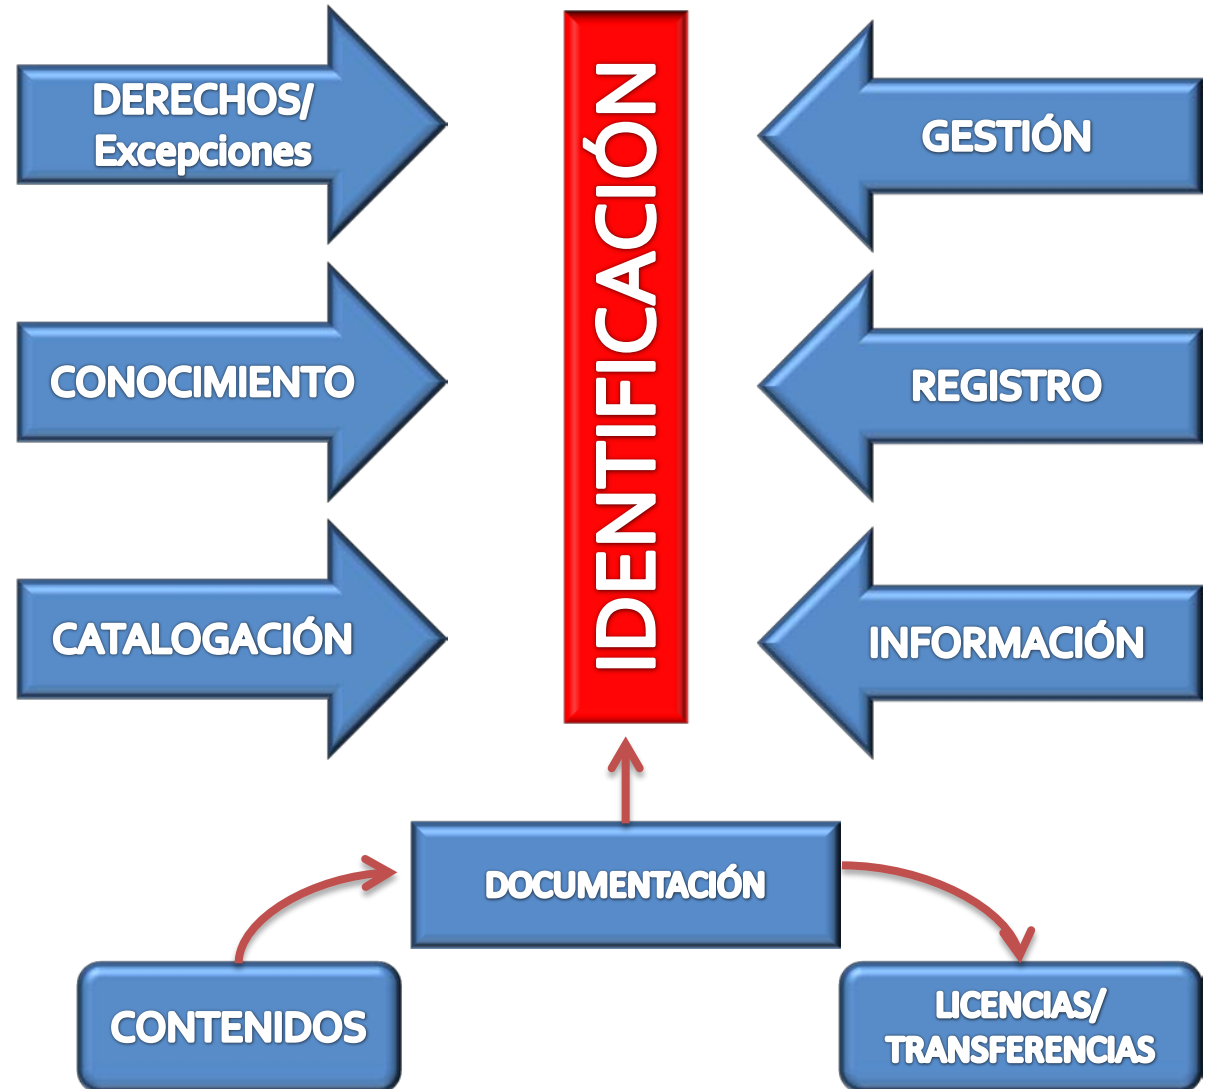 DERECHOS/
Excepciones
CONOCIMIENTO
CATALOGACIÓN
IDENTIFICACIÓN
GESTIÓN
REGISTRO
INFORMACIÓN
DOCUMENTACIÓN
CONTENIDOS
LICENCIAS/
TRANSFERENCIAS